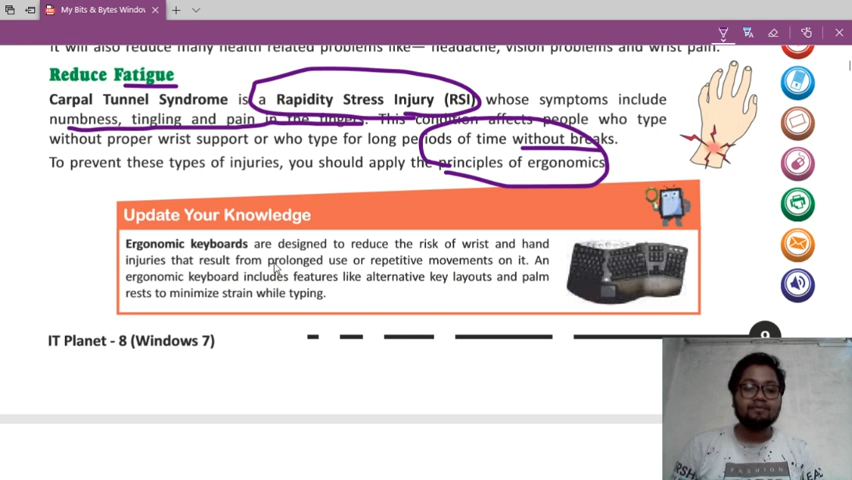 My Bits & Bytes Window
It will also reduce many health related problems like— headache, vision problems and wrist pain.
Reduce Fatigue
Carpal Tunnel Syndrome is a Rapidity Stress Injury (RSI) whose symptoms include
numbness, tingling and pain in the fingers. This condition affects people who type
without proper wrist support or who type for long periods of time without breaks.
To prevent these types of injuries, you should apply the principles of ergonomics.
Update Your Knowledge
Ergonomic keyboards are designed to reduce the risk of wrist and hand
injuries that result from prolonged use or repetitive movements on it. An
ergonomic keyboard includes features like alternative key layouts and palm
rests to minimize strain while typing.
IT Planet - 8 (Windows 7)
9
FASHION